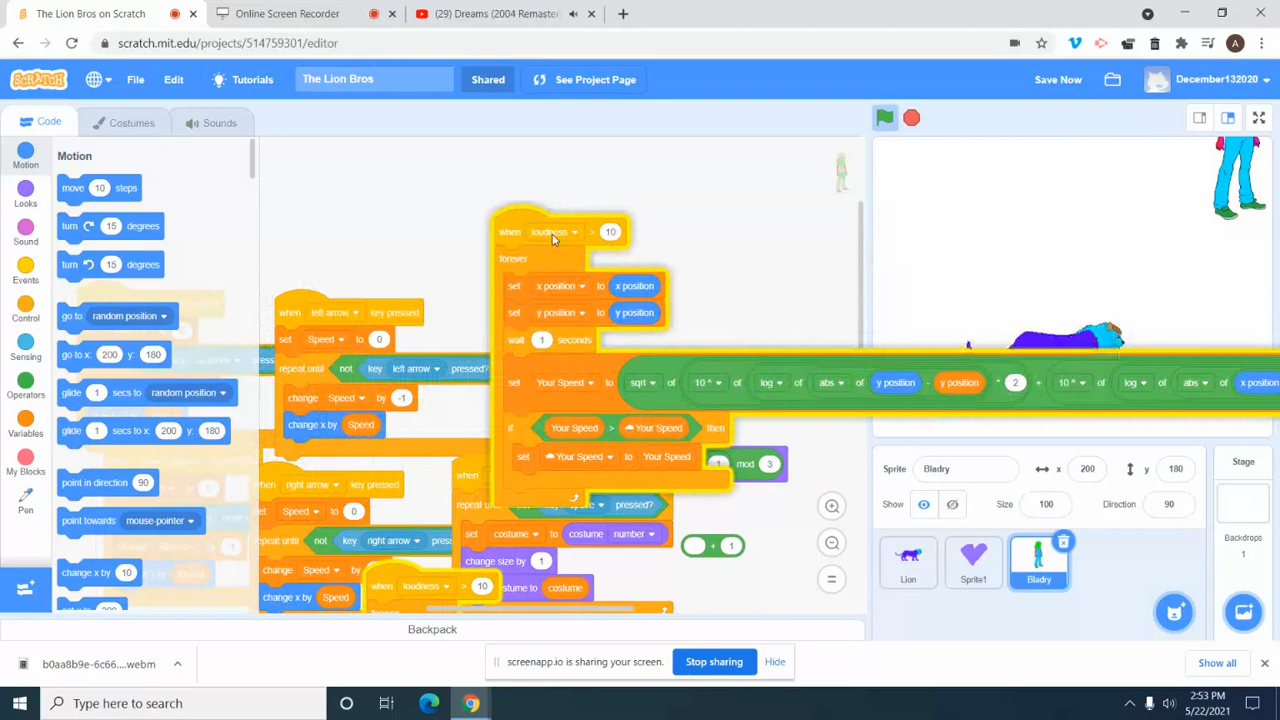 The Lion Bros on Scratch
Online Screen Recorder
(29) Dreams (2004 Remaster
scratch.mit.edu/projects/514759301/editor
A
SCRATCH
File
Edit
Tutorials
The Lion Bros
Shared
See Project Page
Save Now
December132020
Code
Costumes
Sounds
Motion
Looks
Sound
Events
Control
Sensing
Operators
Variables
My Blocks
Pen
Motion
move 10 steps
turn 15 degrees
turn 15 degrees
go to random position
go to x: 200 y: 180
glide 1 secs to random position
glide 1 secs to x: 200 y: 180
point in direction 90
point towards mouse-pointer
change x by 10
when loudness > 10
forever
set x position to x position
set y position to y position
wait 1 seconds
set Your Speed to sqrt of 10 ^ of log of abs of y position - y position * 2 + 10 ^ of log of abs of x position
if Your Speed > Your Speed then
set Your Speed to Your Speed
when left arrow key pressed
set Speed to 0
repeat until not key left arrow pressed?
change Speed by -1
change x by Speed
right arrow key pressed
Speed to 0
repeat until not key right arrow pressed?
change Speed by
change x by Speed
when
pressed?
set costume to costume number
change size by 1
costume to costume
when loudness > 10
1 mod 3
+ 1
Sprite Bladry x 200 y 180
Show Size 100 Direction 90
Lion
Sprite1
Bladry
Stage
Backdrops
1
Backpack
b0aa8b9e-6c66....webm
screenapp.io is sharing your screen.
Stop sharing
Hide
Show all
Type here to search
2:53 PM
5/22/2021